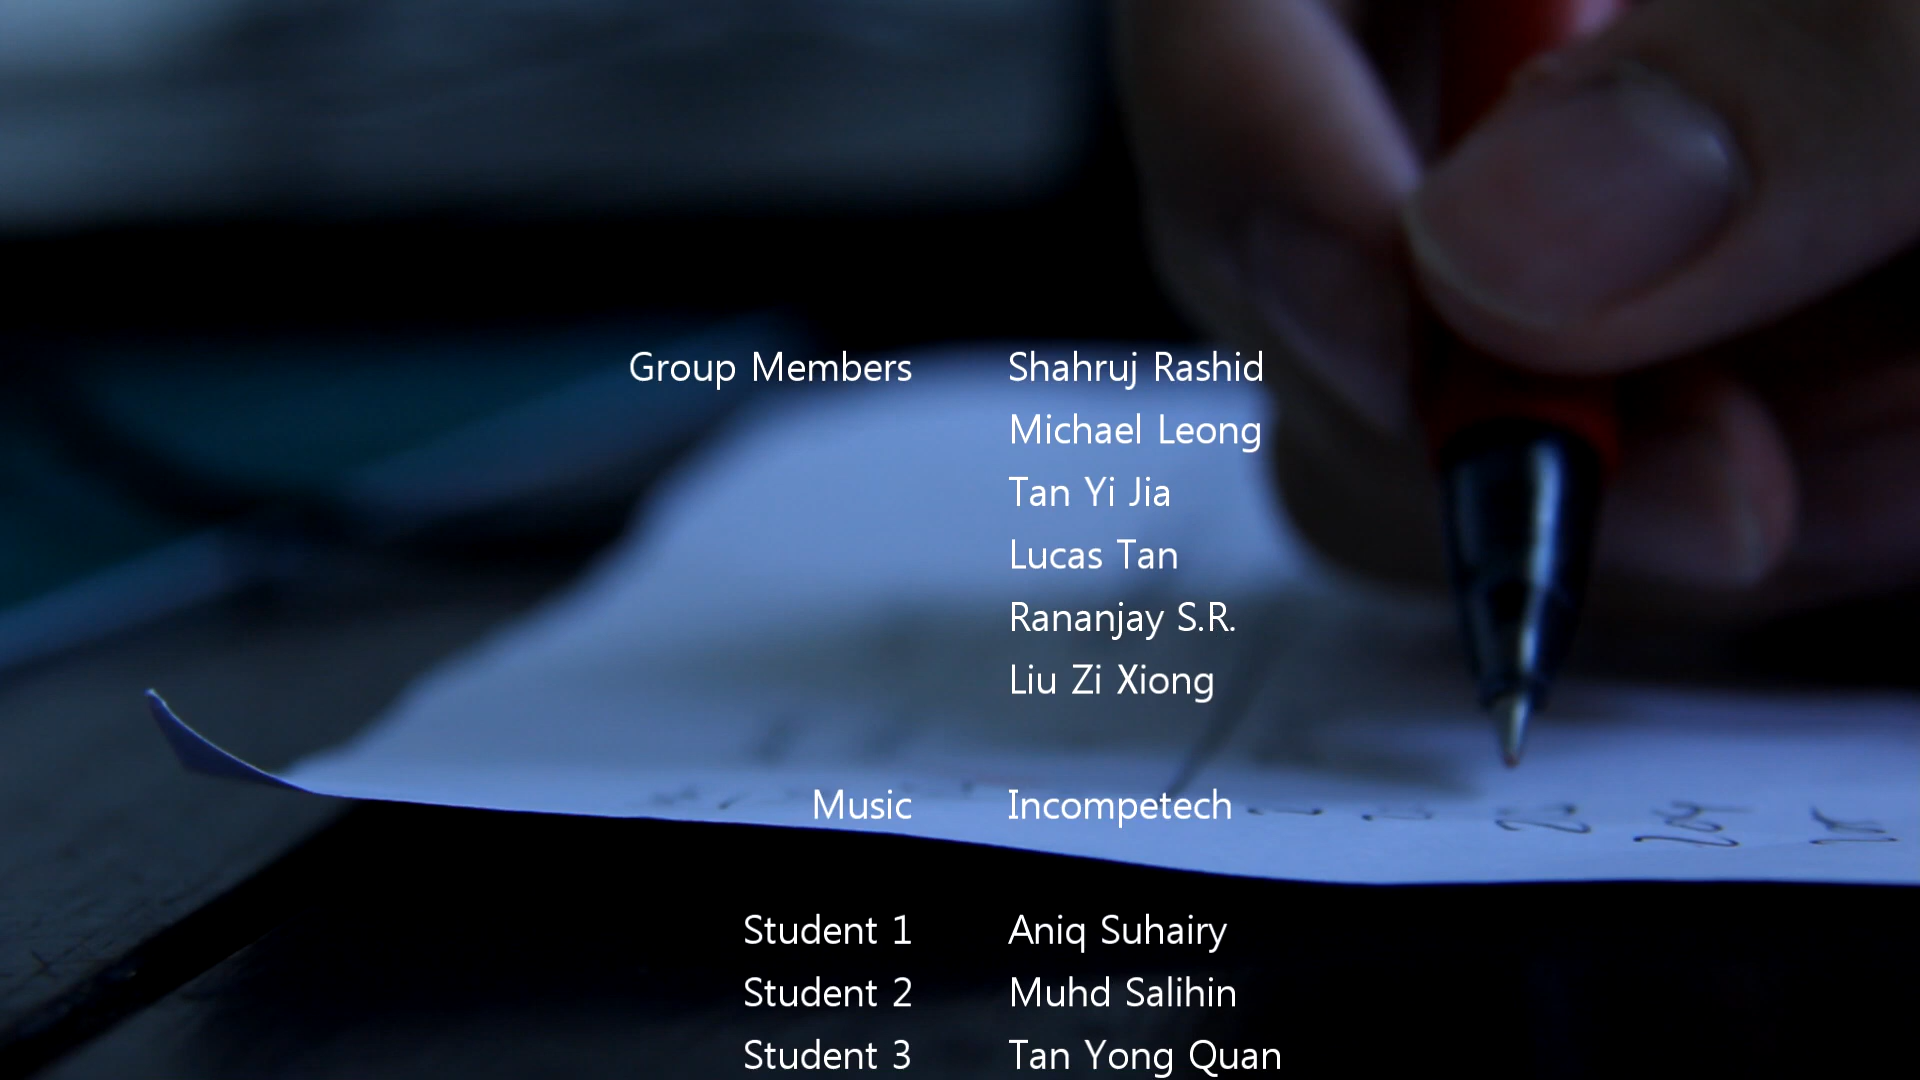 Group Members Shahruj Rashid
Michael Leong
Tan Yi Jia
Lucas Tan
Rananjay S.R.
Liu Zi Xiong
Music Incompetech
Student 1 Aniq Suhairy
Student 2 Muhd Salihin
Student 3 Tan Yong Quan